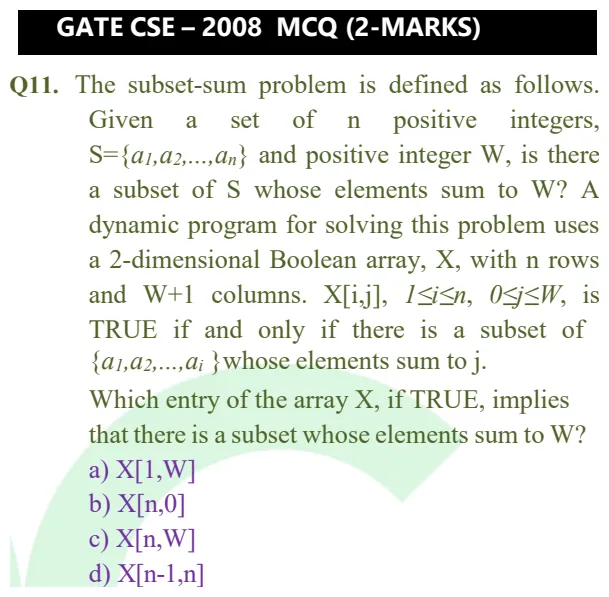 GATE CSE – 2008 MCQ (2-MARKS)
Q11. The subset-sum problem is defined as follows.
Given a set of n positive integers,
S={a1,a2,...,an} and positive integer W, is there
a subset of S whose elements sum to W? A
dynamic program for solving this problem uses
a 2-dimensional Boolean array, X, with n rows
and W+1 columns. X[i,j], 1≤i≤n, 0≤j≤W, is
TRUE if and only if there is a subset of
{a1,a2,...,ai }whose elements sum to j.
Which entry of the array X, if TRUE, implies
that there is a subset whose elements sum to W?
a) X[1,W]
b) X[n,0]
c) X[n,W]
d) X[n-1,n]